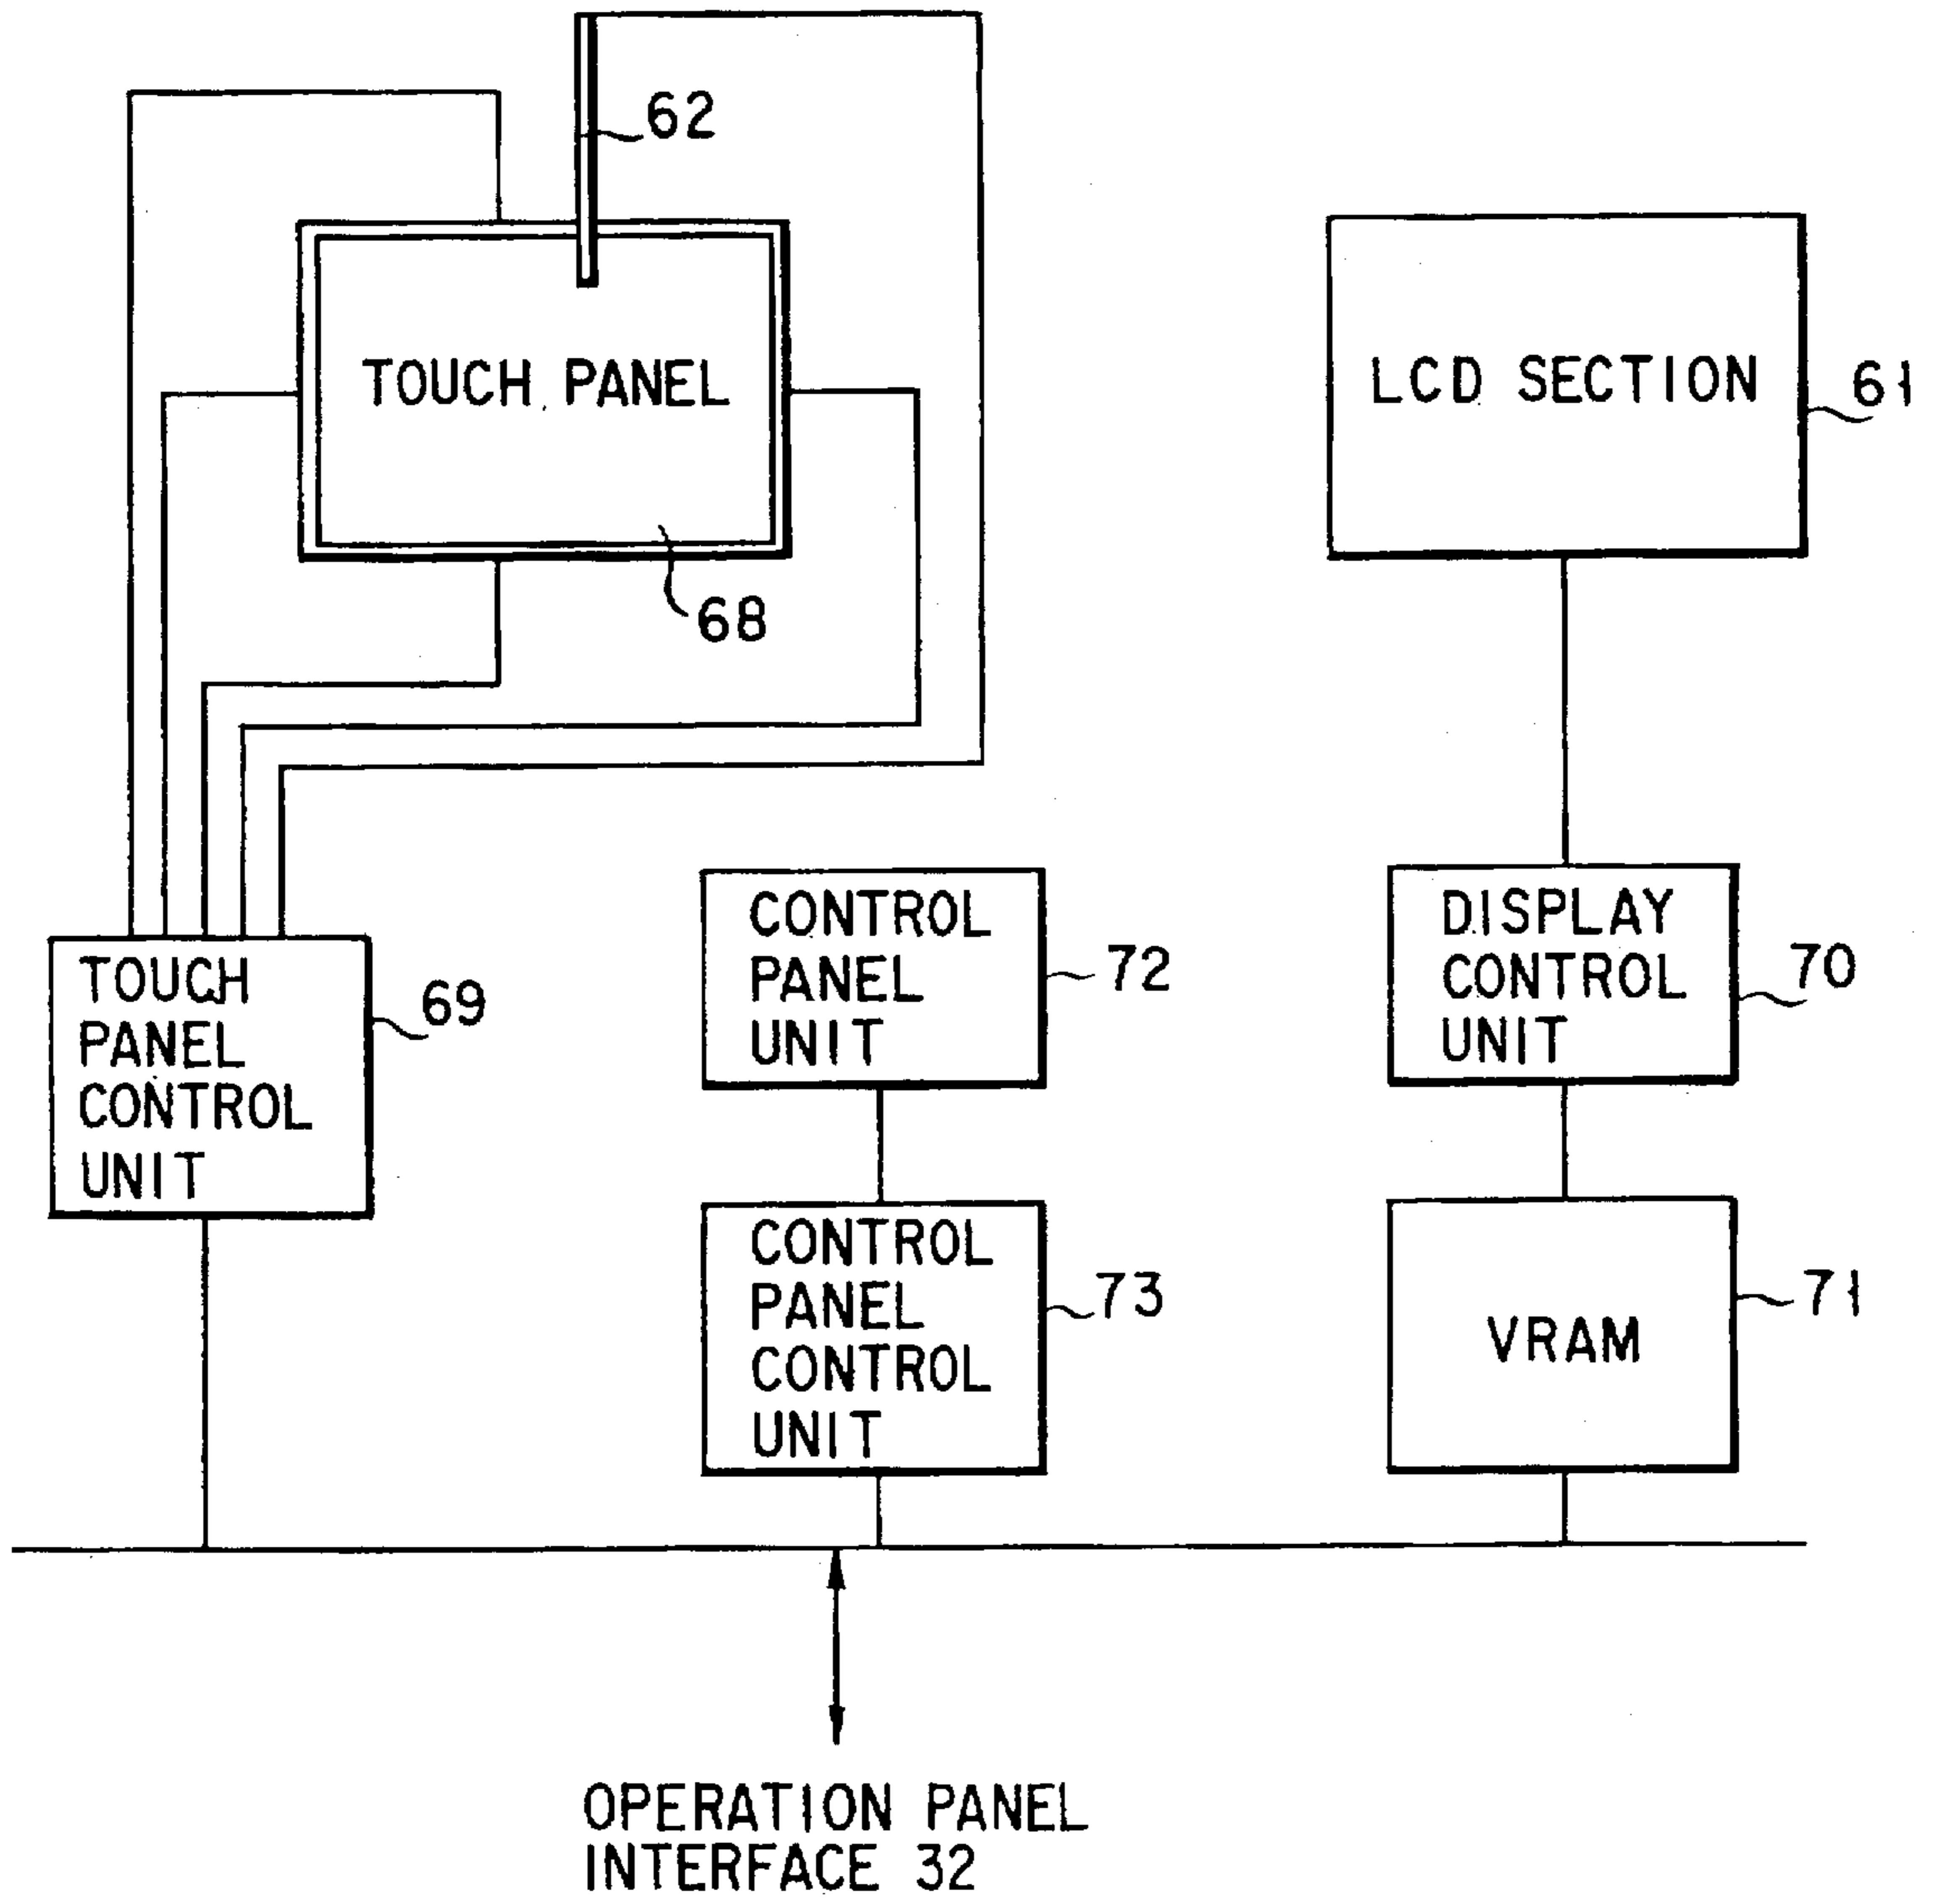 62
TOUCH PANEL
68
LCD SECTION
61
TOUCH
PANEL
CONTROL
UNIT
69
CONTROL
PANEL
UNIT
72
DISPLAY
CONTROL
UNIT
70
CONTROL
PANEL
CONTROL
UNIT
73
VRAM
71
OPERATION PANEL
INTERFACE 32